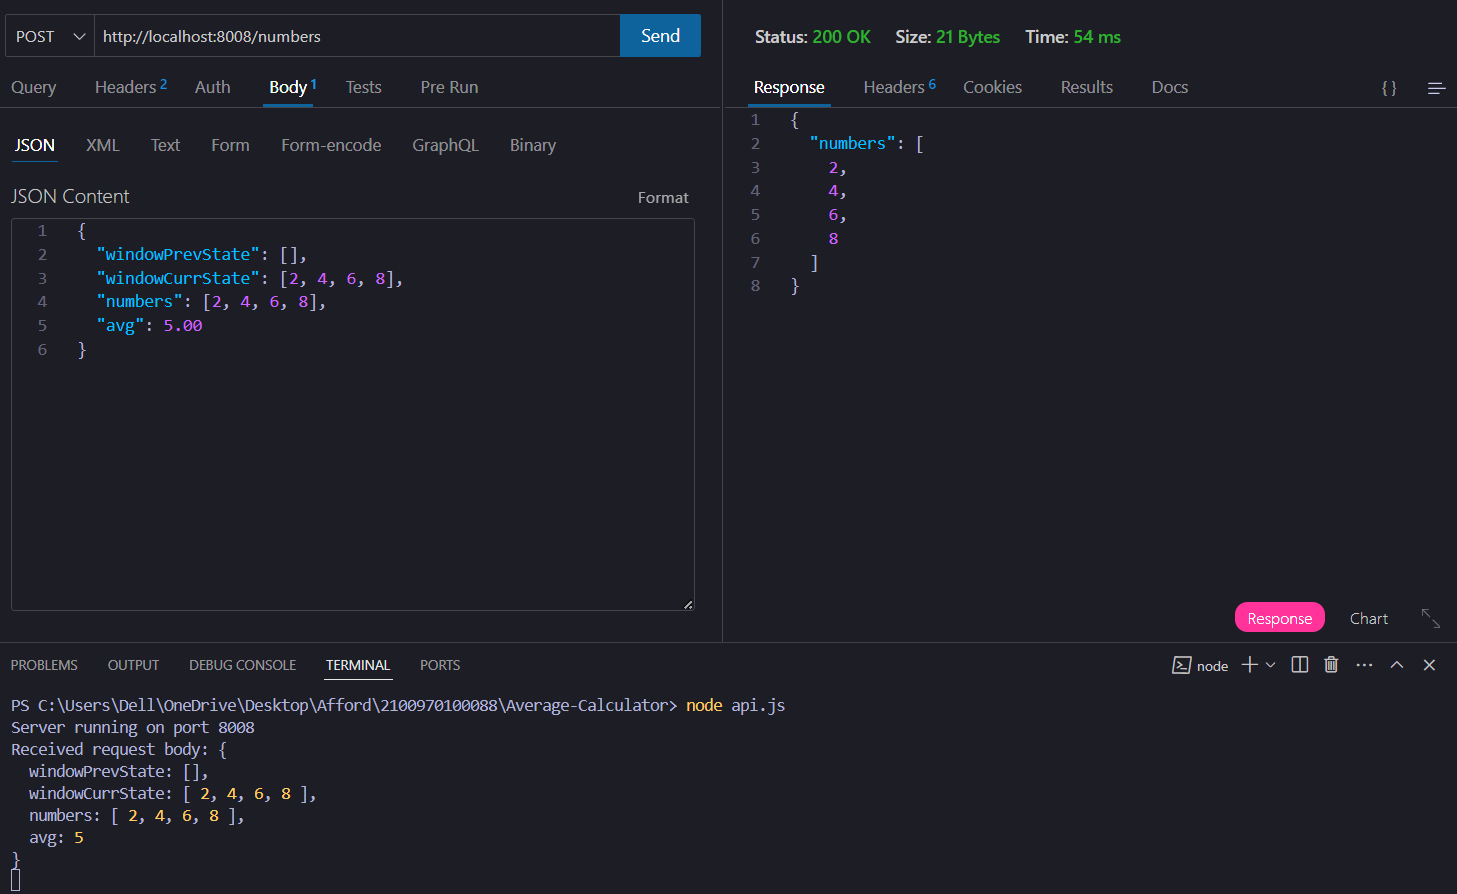 POST http://localhost:8008/numbers Send
Query Headers 2 Auth Body 1 Tests Pre Run
JSON XML Text Form Form-encode GraphQL Binary
JSON Content Format
1 {
2 "windowPrevState": [],
3 "windowCurrState": [2, 4, 6, 8],
4 "numbers": [2, 4, 6, 8],
5 "avg": 5.00
6 }
Status: 200 OK Size: 21 Bytes Time: 54 ms
Response Headers 6 Cookies Results Docs { }
1 {
2 "numbers": [
3 2,
4 4,
5 6,
6 8
7 ]
8 }
Response Chart
PROBLEMS OUTPUT DEBUG CONSOLE TERMINAL PORTS node
PS C:\Users\Dell\OneDrive\Desktop\Afford\2100970100088\Average-Calculator> node api.js
Server running on port 8008
Received request body: {
windowPrevState: [],
windowCurrState: [ 2, 4, 6, 8 ],
numbers: [ 2, 4, 6, 8 ],
avg: 5
}